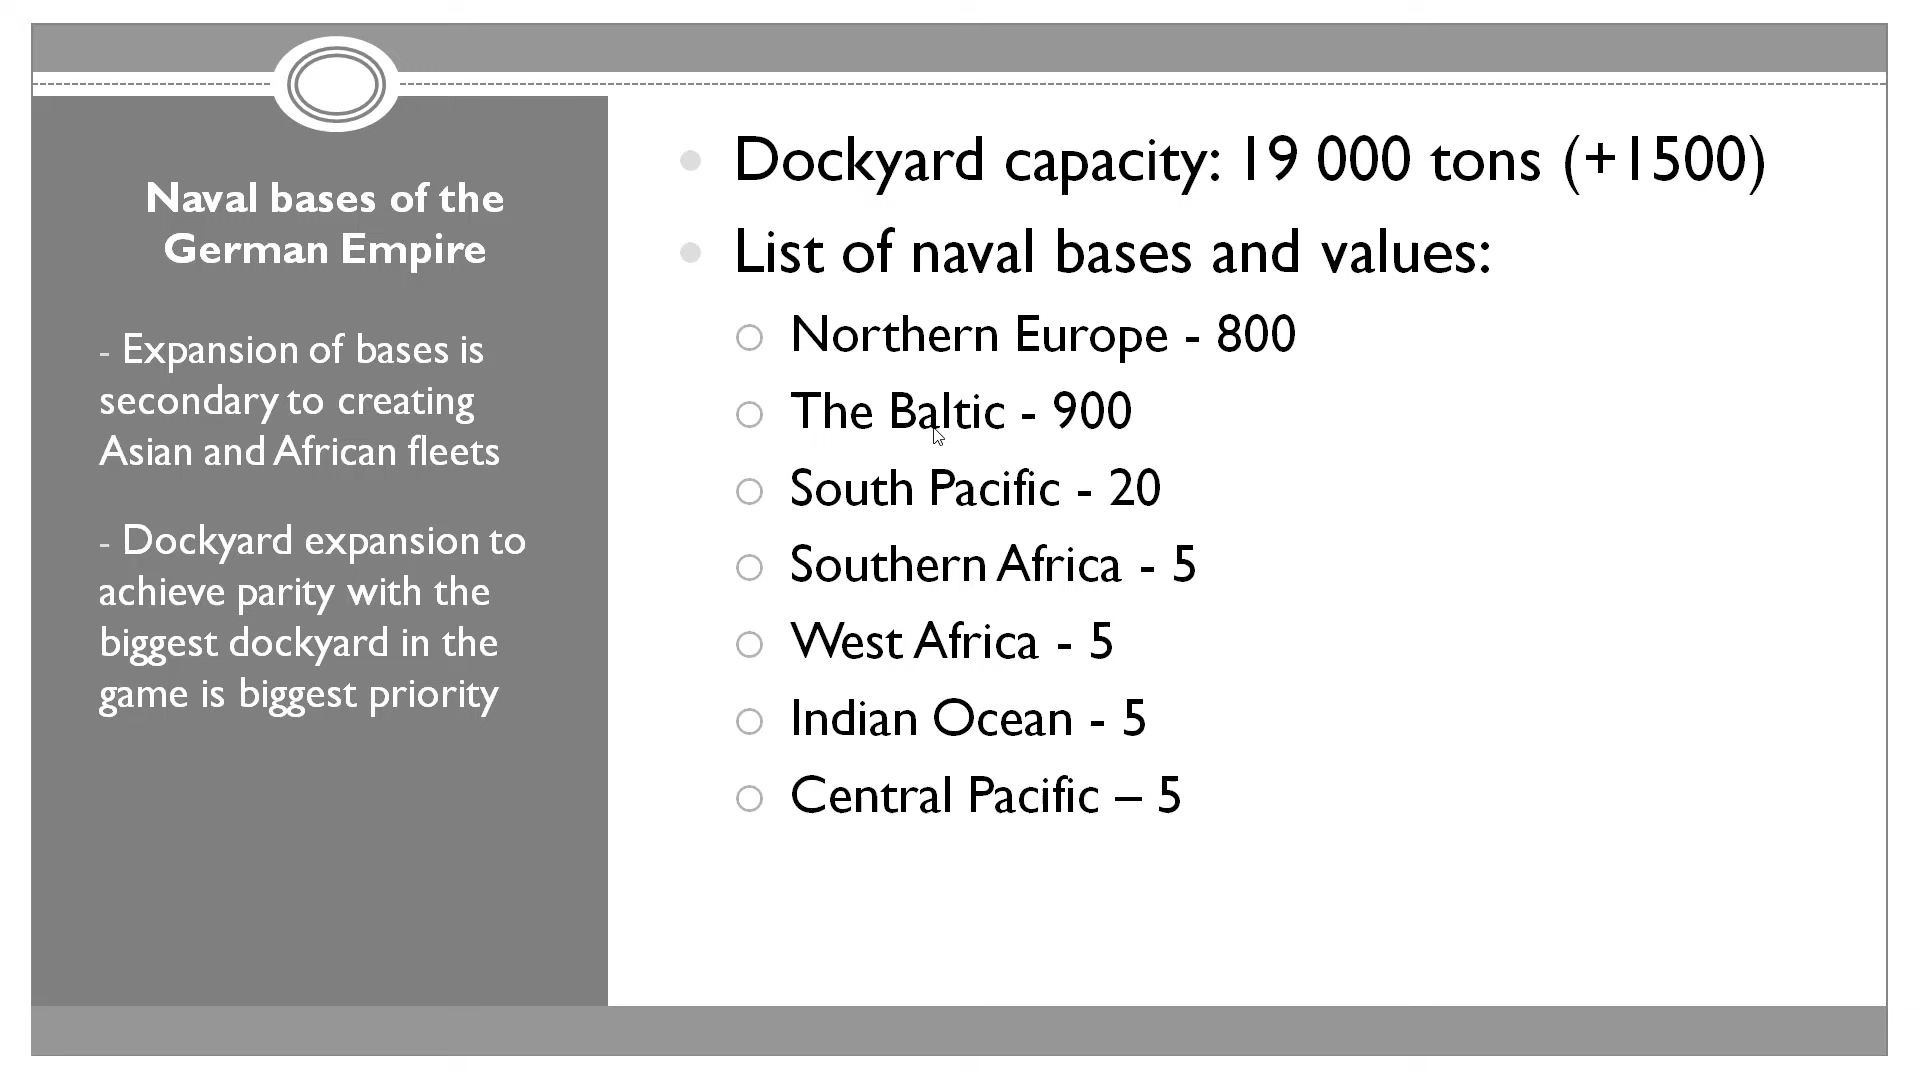 Naval bases of the
German Empire
- Expansion of bases is
secondary to creating
Asian and African fleets
- Dockyard expansion to
achieve parity with the
biggest dockyard in the
game is biggest priority
Dockyard capacity: 19 000 tons (+1500)
List of naval bases and values:
Northern Europe - 800
The Baltic - 900
South Pacific - 20
Southern Africa - 5
West Africa - 5
Indian Ocean - 5
Central Pacific – 5